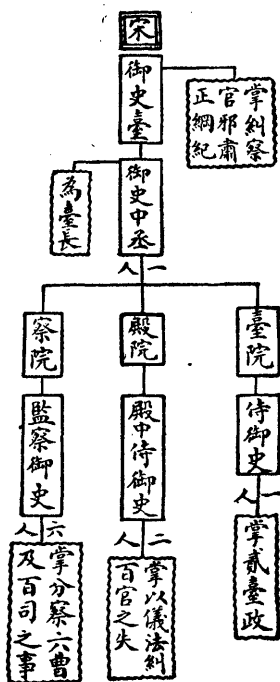 宋
御史臺
掌糾察
官邪肅
正綱紀
御史中丞
為臺長
一人
臺院
侍御史
一人
掌貳臺政
殿院
殿中侍御史
二人
掌以儀法糾
百官之失
察院
監察御史
六人
掌分察六曹
及百司之事